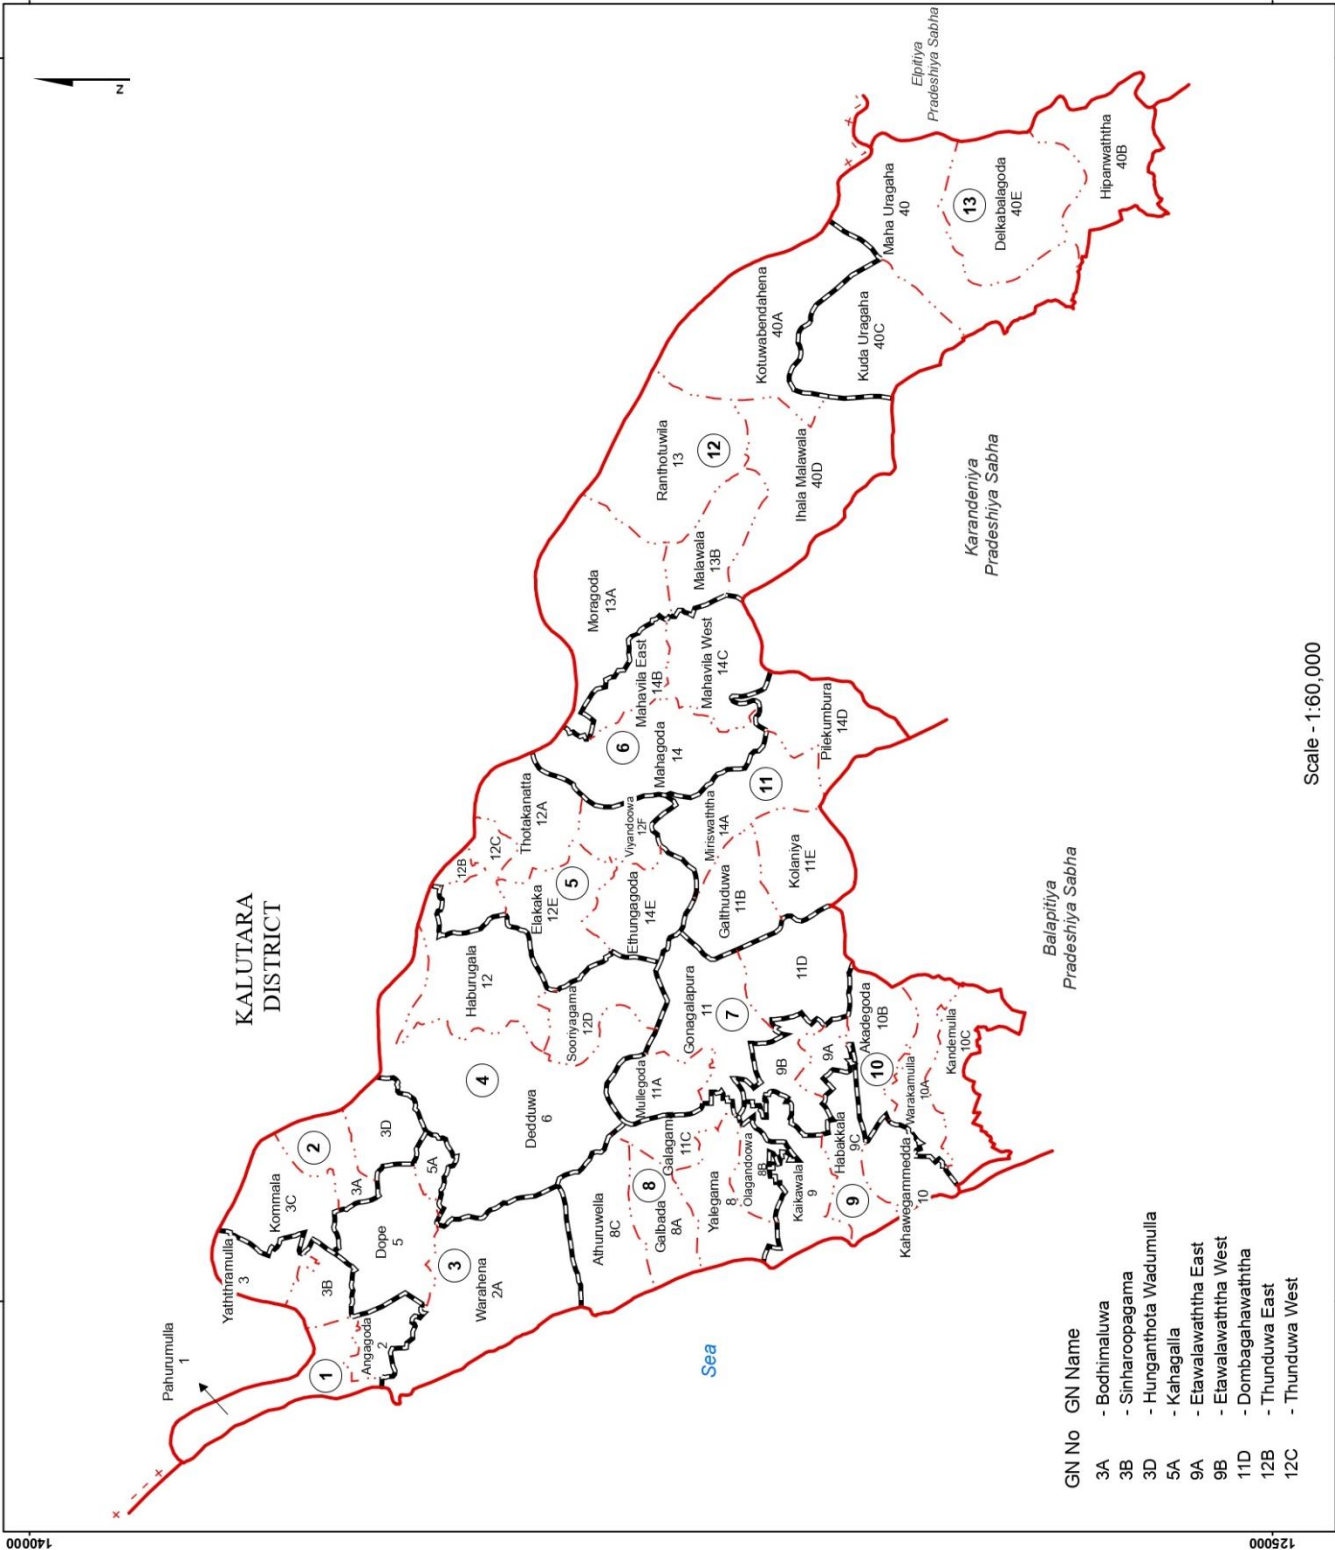 140000
125000
N
KALUTARA
DISTRICT
Elpitiya
Pradeshiya Sabha
Karandeniya
Pradeshiya Sabha
Balapitiya
Pradeshiya Sabha
Sea
Pahurumulla
1
Yaththramulla
3
Kommala
3C
2
3A
3D
3B
1
Angagoda
2
Dope
5
5A
3
Warahena
2A
4
Dedduwa
6
Haburugala
12
Sooriyagama
12D
12B
12C
Thotakanatta
12A
Elakaka
12E
5
Ethungagoda
14E
Viyandoowa
12F
6
Mahagoda
14
Mahavila East
14B
Mahavila West
14C
Moragoda
13A
Malawala
13B
Ranthotuwila
13
12
Ihala Malawala
40D
Kotuwabendahena
40A
Kuda Uragaha
40C
Maha Uragaha
40
13
Delkabalagoda
40E
Hipanwaththa
40B
Pilekumbura
14D
11
Miriswaththa
14A
Galthuduwa
11B
Kolaniya
11E
Gonagalapura
11
7
11D
Mullegoda
11A
Galagama
11C
Athuruwella
8C
8
Galbada
8A
Yalegama
8
Olagandoowa
8B
Kaikawala
9
9B
9A
Habakkala
9C
9
Kahawegammedda
10
Akadegoda
10B
10
Warakamulla
10A
Kandemulla
10C
GN No GN Name
3A - Bodhimaluwa
3B - Sinharoopagama
3D - Hunganthota Wadumulla
5A - Kahagalla
9A - Etawalawaththa East
9B - Etawalawaththa West
11D - Dombagahawaththa
12B - Thunduwa East
12C - Thunduwa West
Scale - 1:60,000